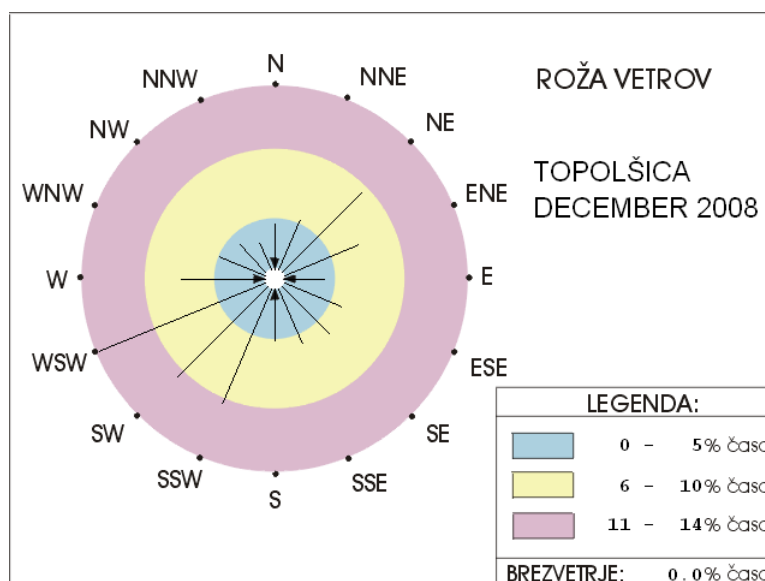 ROŽA VETROV
TOPOLŠICA
DECEMBER 2008
N
NNE
NE
ENE
E
ESE
SE
SSE
S
SSW
SW
WSW
W
WNW
NW
NNW
LEGENDA:
0 - 5% časa
6 - 10% časa
11 - 14% časa
BREZVETRJE: 0.0% časa